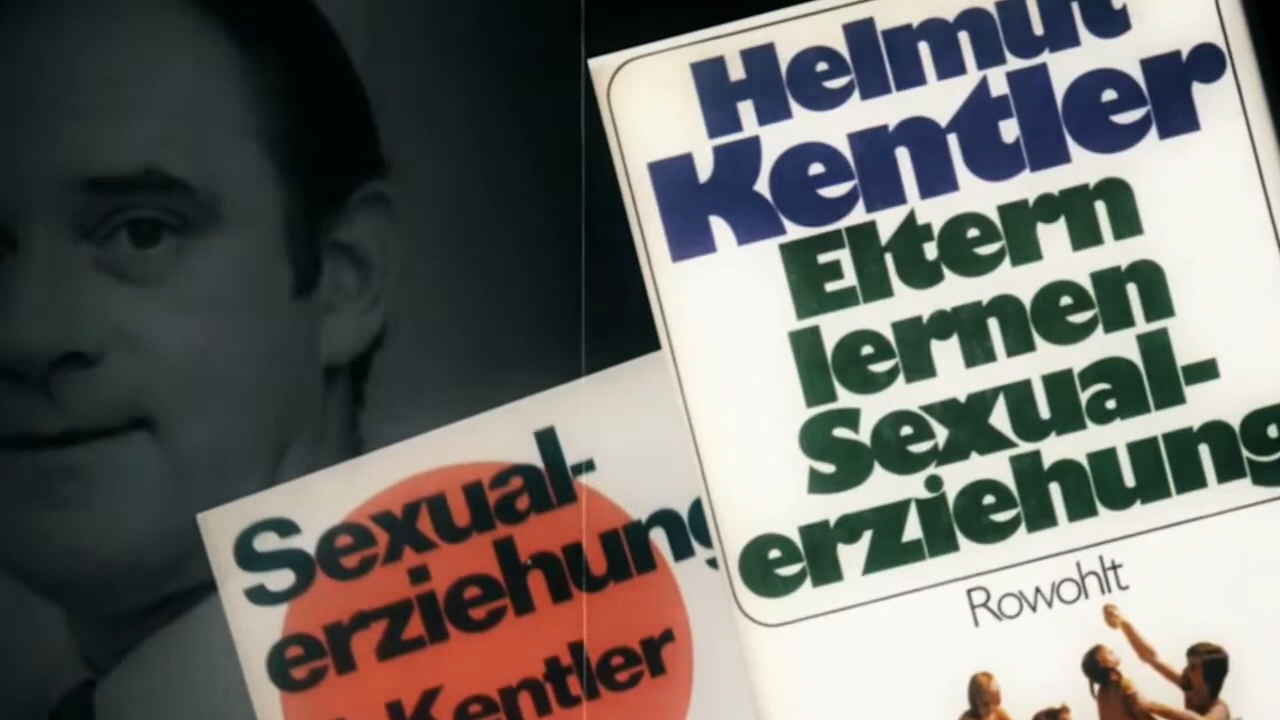 Sexual-
erziehung
Kentler
Helmut
Kentler
Eltern
lernen
Sexual-
erziehung
Rowohlt